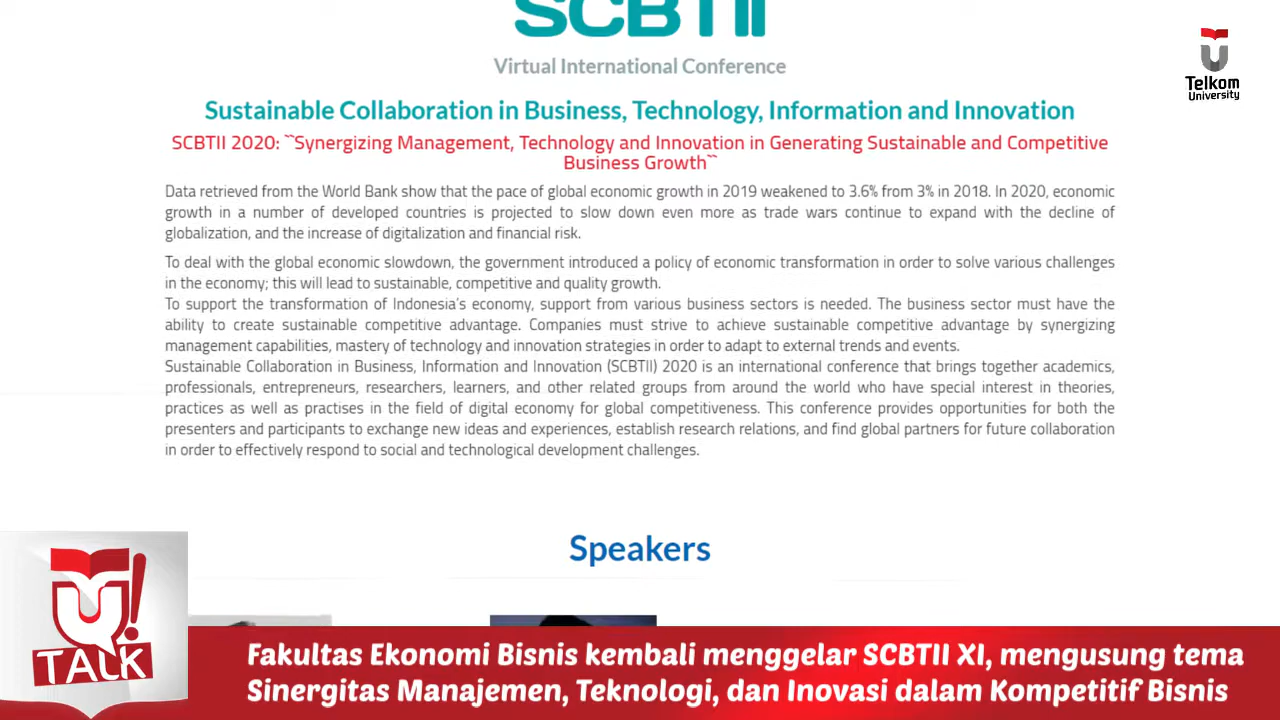 SCBTII
Virtual International Conference
Telkom
University
Sustainable Collaboration in Business, Technology, Information and Innovation
SCBTII 2020: ``Synergizing Management, Technology and Innovation in Generating Sustainable and Competitive
Business Growth``
Data retrieved from the World Bank show that the pace of global economic growth in 2019 weakened to 3.6% from 3% in 2018. In 2020, economic
growth in a number of developed countries is projected to slow down even more as trade wars continue to expand with the decline of
globalization, and the increase of digitalization and financial risk.
To deal with the global economic slowdown, the government introduced a policy of economic transformation in order to solve various challenges
in the economy; this will lead to sustainable, competitive and quality growth.
To support the transformation of Indonesia's economy, support from various business sectors is needed. The business sector must have the
ability to create sustainable competitive advantage. Companies must strive to achieve sustainable competitive advantage by synergizing
management capabilities, mastery of technology and innovation strategies in order to adapt to external trends and events.
Sustainable Collaboration in Business, Information and Innovation (SCBTII) 2020 is an international conference that brings together academics,
professionals, entrepreneurs, researchers, learners, and other related groups from around the world who have special interest in theories,
practices as well as practises in the field of digital economy for global competitiveness. This conference provides opportunities for both the
presenters and participants to exchange new ideas and experiences, establish research relations, and find global partners for future collaboration
in order to effectively respond to social and technological development challenges.
Speakers
TALK
Fakultas Ekonomi Bisnis kembali menggelar SCBTII XI, mengusung tema
Sinergitas Manajemen, Teknologi, dan Inovasi dalam Kompetitif Bisnis